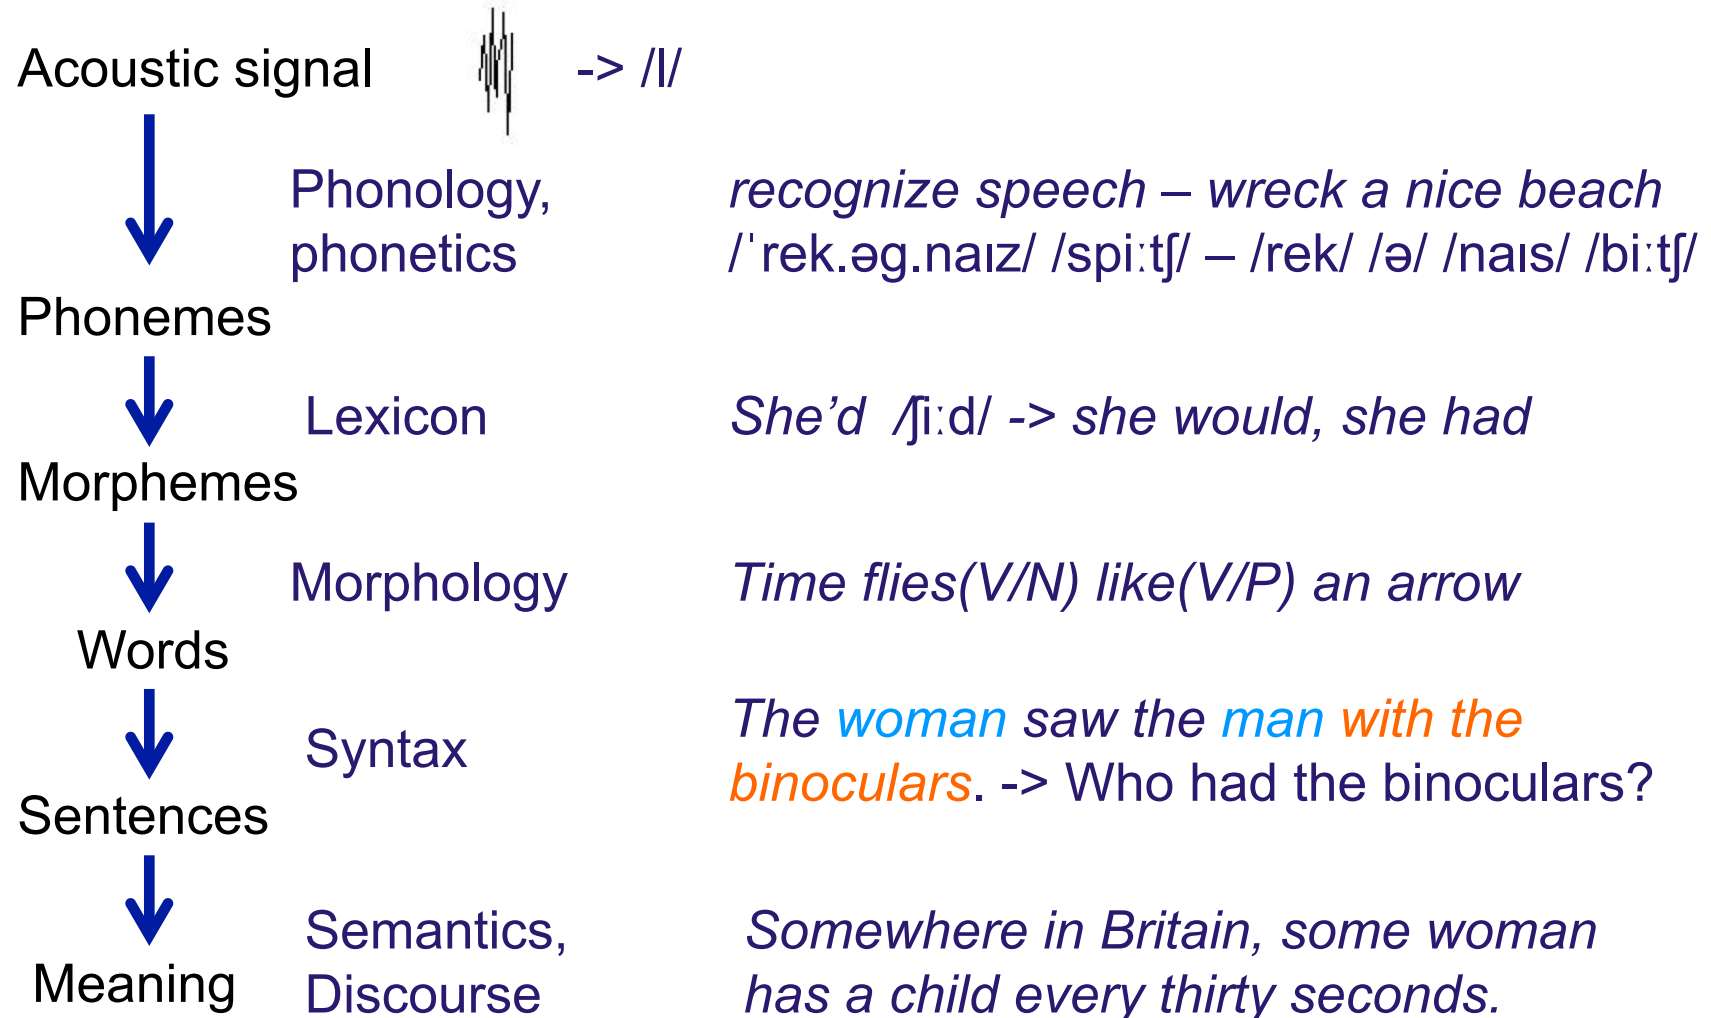 Acoustic signal -> /l/
Phonology, recognize speech – wreck a nice beach
phonetics /ˈrek.əg.naɪz/ /spiːtʃ/ – /rek/ /ə/ /naɪs/ /biːtʃ/
Phonemes
Lexicon She’d /ʃiːd/ -> she would, she had
Morphemes
Morphology Time flies(V/N) like(V/P) an arrow
Words
The woman saw the man with the
Syntax
binoculars. -> Who had the binoculars?
Sentences
Semantics, Somewhere in Britain, some woman
Meaning Discourse has a child every thirty seconds.